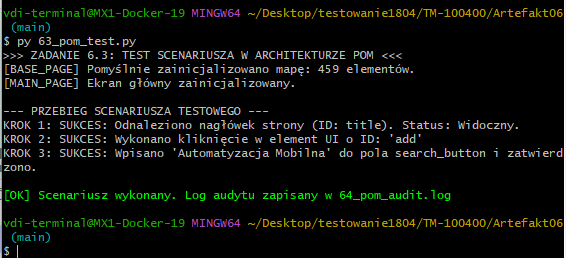 vdi-terminal@MX1-Docker-19 MINGW64 ~/Desktop/testowanie1804/TM-100400/Artefakt06
(main)
$ py 63_pom_test.py
>>> ZADANIE 6.3: TEST SCENARIUSZA W ARCHITEKTURZE POM <<<
[BASE_PAGE] Pomyślnie zainicjalizowano mapę: 459 elementów.
[MAIN_PAGE] Ekran główny zainicjalizowany.
--- PRZEBIEG SCENARIUSZA TESTOWEGO ---
KROK 1: SUKCES: Odnaleziono nagłówek strony (ID: title). Status: Widoczny.
KROK 2: SUKCES: Wykonano kliknięcie w element UI o ID: 'add'
KROK 3: SUKCES: Wpisano 'Automatyzacja Mobilna' do pola search_button i zatwierd
zono.
[OK] Scenariusz wykonany. Log audytu zapisany w 64_pom_audit.log
vdi-terminal@MX1-Docker-19 MINGW64 ~/Desktop/testowanie1804/TM-100400/Artefakt06
(main)
$